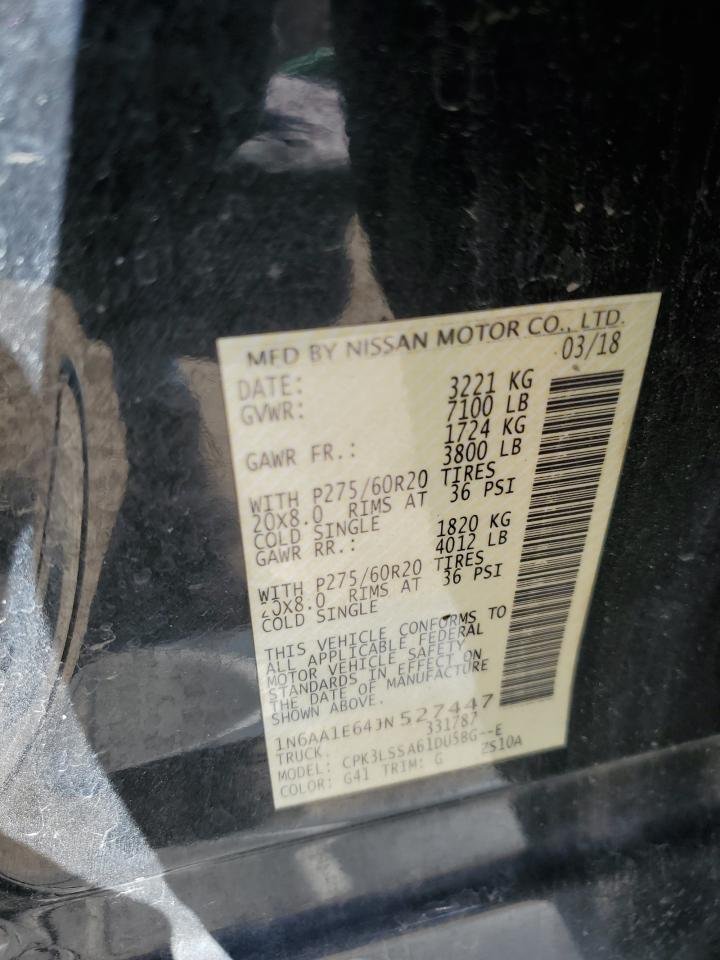 MFD BY NISSAN MOTOR CO., LTD.
DATE: 03/18
GVWR: 3221 KG
7100 LB
GAWR FR.: 1724 KG
3800 LB
WITH P275/60R20 TIRES
20X8.0 RIMS AT 36 PSI
COLD SINGLE
GAWR RR.: 1820 KG
4012 LB
WITH P275/60R20 TIRES
20X8.0 RIMS AT 36 PSI
COLD SINGLE
THIS VEHICLE CONFORMS TO
ALL APPLICABLE FEDERAL
MOTOR VEHICLE SAFETY
STANDARDS IN EFFECT ON
THE DATE OF MANUFACTURE
SHOWN ABOVE.
1N6AA1E64JN527447
TRUCK 331787
MODEL: CPK3LSSA61DU5BG--E
COLOR: G41 TRIM: G ZS10A